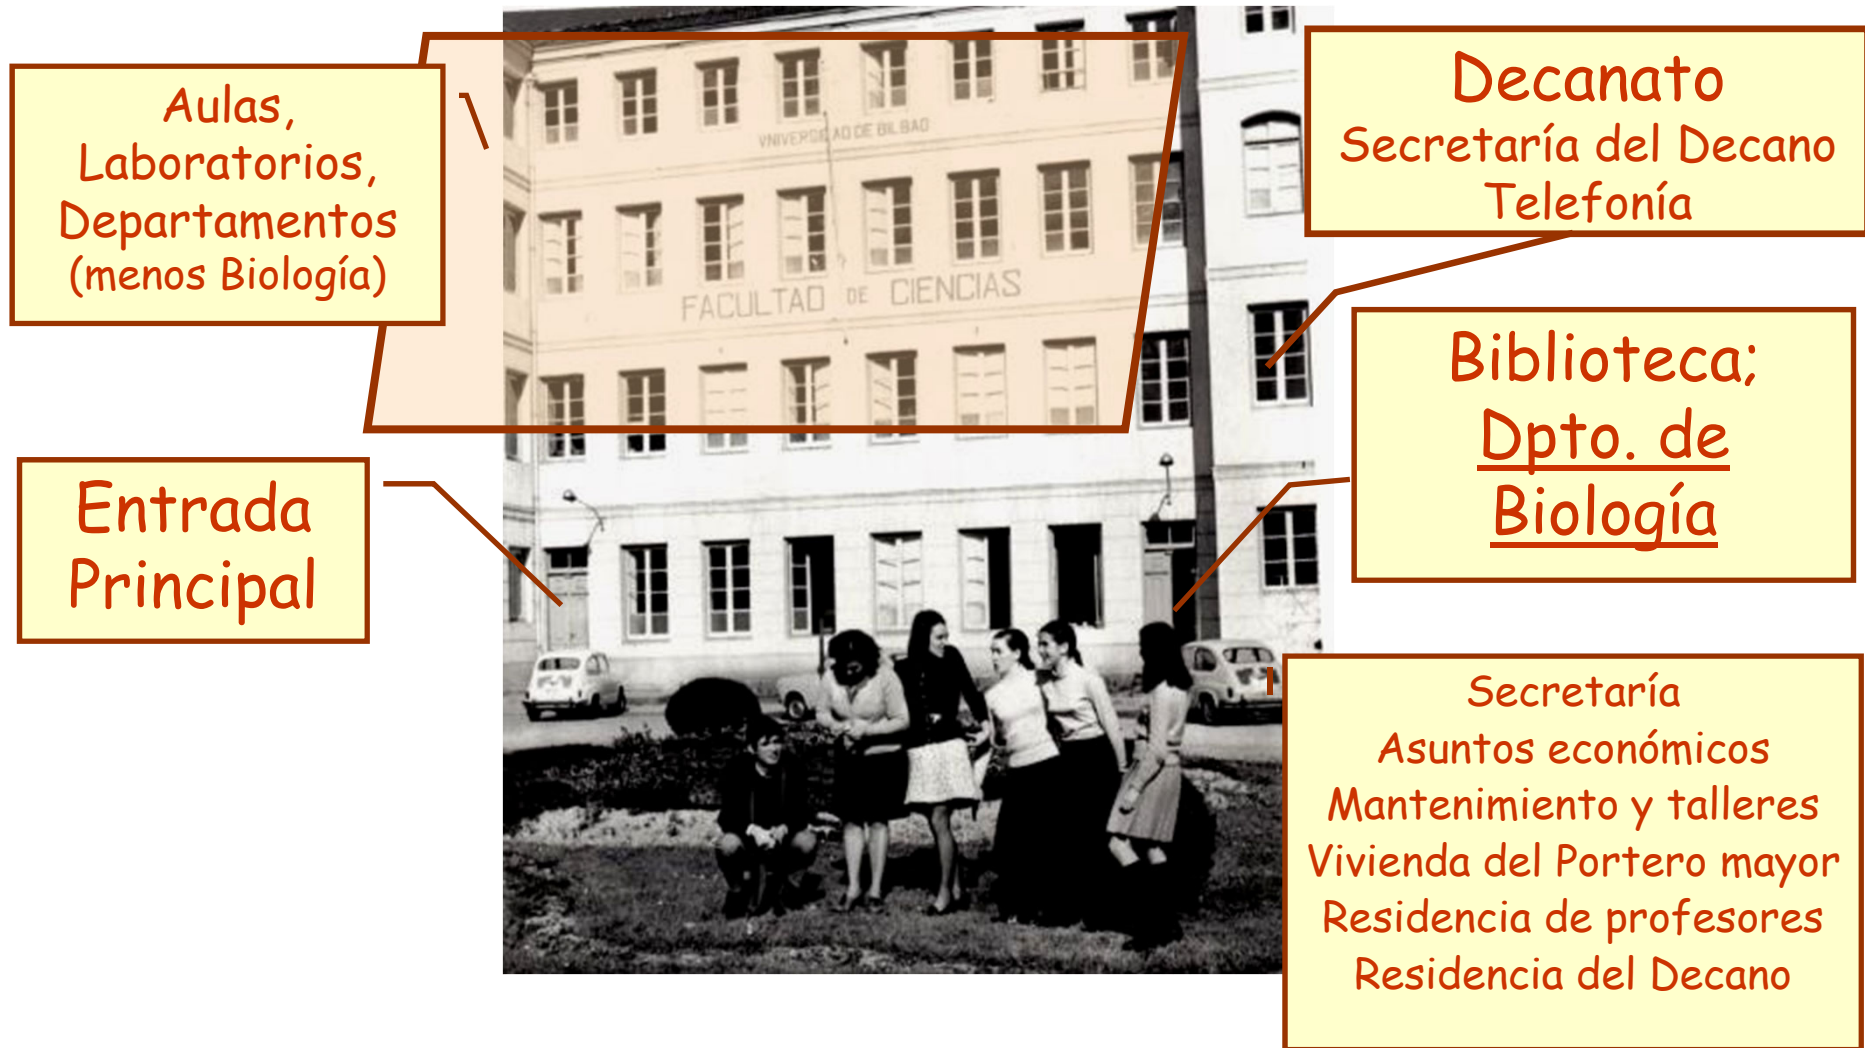 Aulas,
Laboratorios,
Departamentos
(menos Biología)
VNIVERSIDAD DE BILBAO
FACULTAD DE CIENCIAS
Decanato
Secretaría del Decano
Telefonía
Biblioteca;
Dpto. de
Biología
Entrada
Principal
Secretaría
Asuntos económicos
Mantenimiento y talleres
Vivienda del Portero mayor
Residencia de profesores
Residencia del Decano